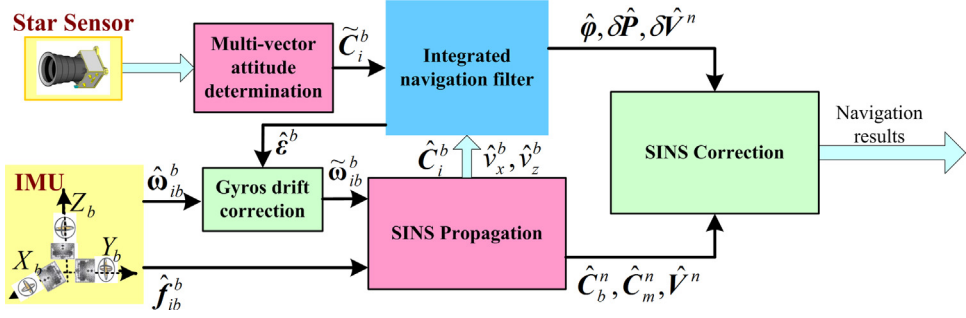 Star Sensor
Multi-vector
attitude
determination
C̃_i^b
Integrated
navigation filter
φ̂, δP̂, δV̂^n
SINS Correction
Navigation
results
ε̂^b
Ĉ_i^b
v̂_x^b, v̂_z^b
IMU
ω̂_ib^b
Gyros drift
correction
ω̃_ib^b
SINS Propagation
Z_b
X_b
Y_b
f̂_ib^b
Ĉ_b^n, Ĉ_m^n, V̂^n